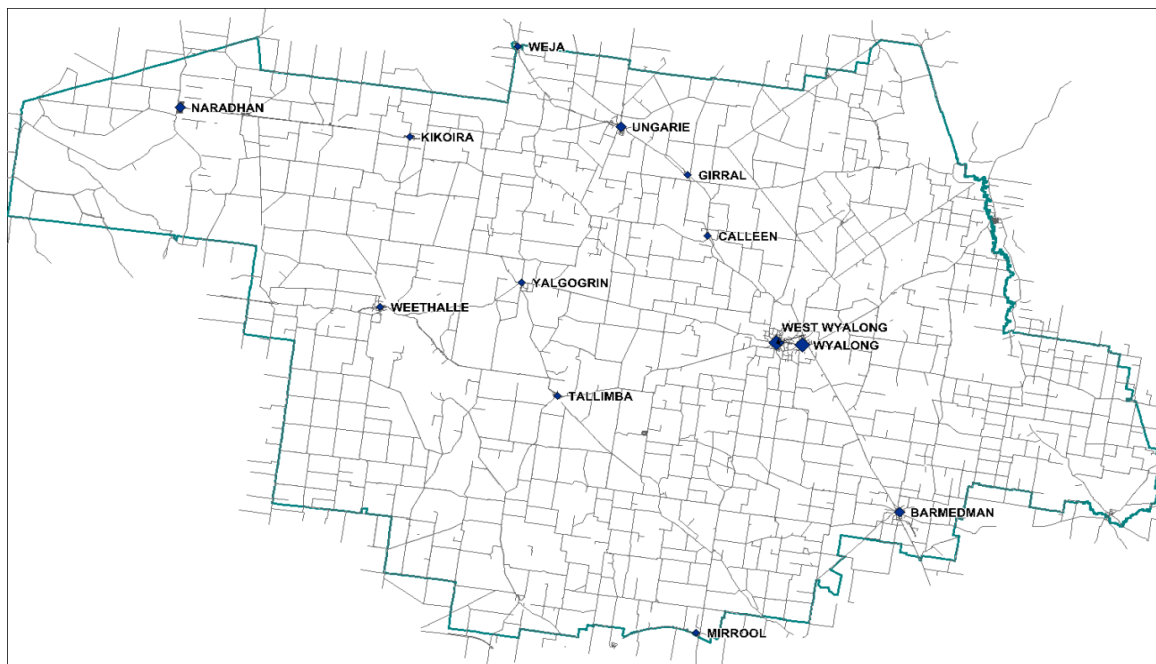 WEJA
NARADHAN
UNGARIE
KIKOIRA
GIRRAL
CALLEEN
YALGOGRIN
WEETHALLE
WEST WYALONG
WYALONG
TALLIMBA
BARMEDMAN
MIRROOL